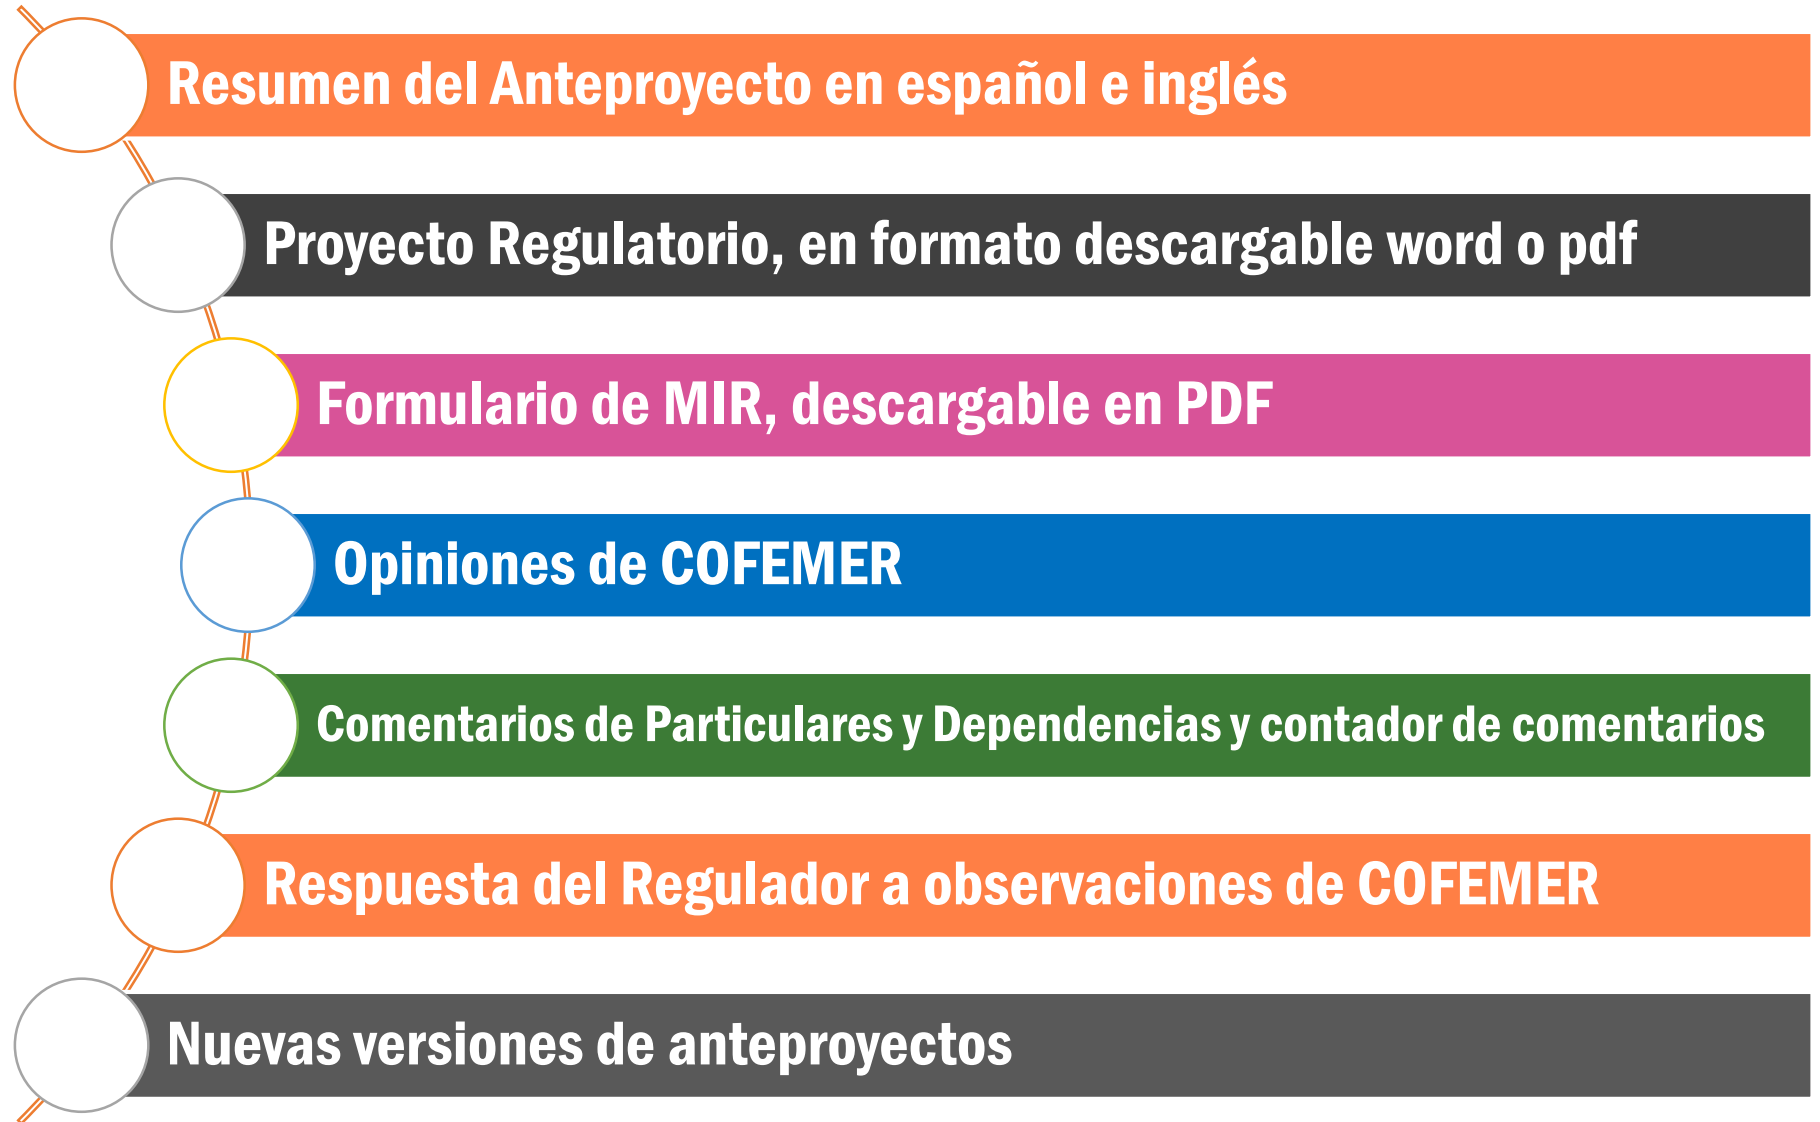 Resumen del Anteproyecto en español e inglés
Proyecto Regulatorio, en formato descargable word o pdf
Formulario de MIR, descargable en PDF
Opiniones de COFEMER
Comentarios de Particulares y Dependencias y contador de comentarios
Respuesta del Regulador a observaciones de COFEMER
Nuevas versiones de anteproyectos